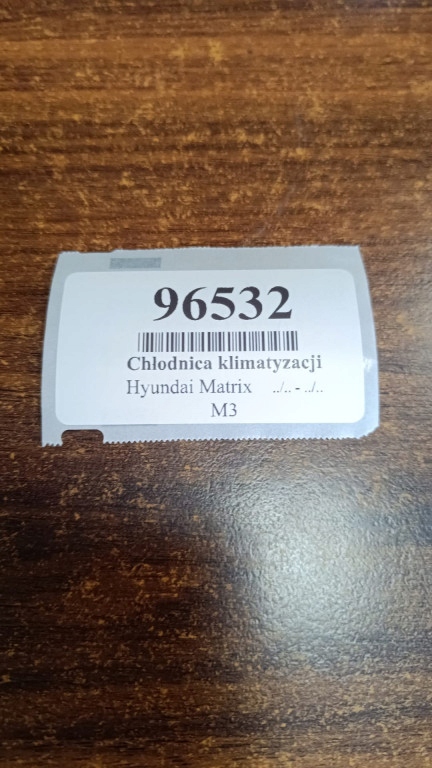 96532
Chłodnica klimatyzacji
Hyundai Matrix ../.. - ../..
M3